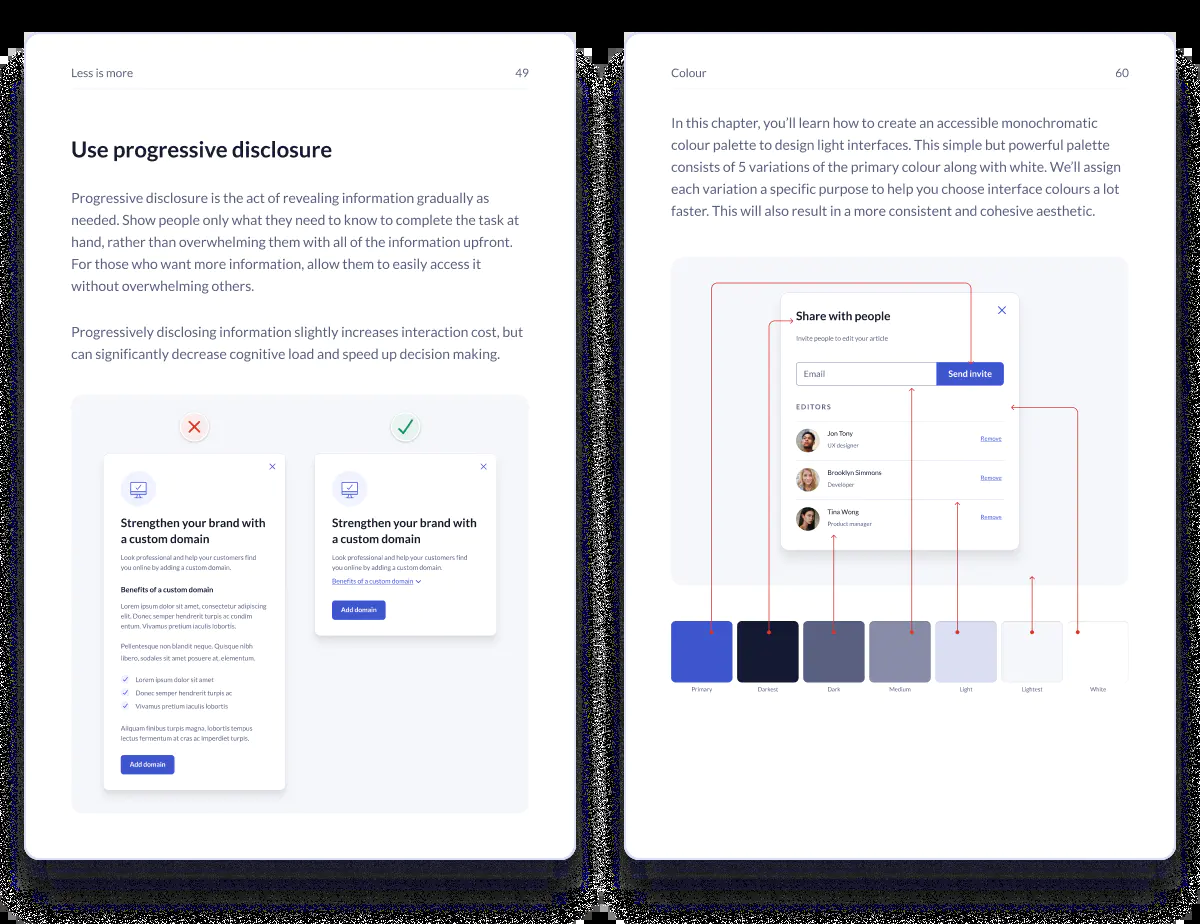 Less is more
49
Use progressive disclosure
Progressive disclosure is the act of revealing information gradually as
needed. Show people only what they need to know to complete the task at
hand, rather than overwhelming them with all of the information upfront.
For those who want more information, allow them to easily access it
without overwhelming others.
Progressively disclosing information slightly increases interaction cost, but
can significantly decrease cognitive load and speed up decision making.
Strengthen your brand with
a custom domain
Look professional and help your customers find
you online by adding a custom domain.
Benefits of a custom domain
Lorem ipsum dolor sit amet, consectetur adipiscing
elit. Donec semper hendrerit turpis ac condim
entum. Vivamus pretium iaculis lobortis.
Pellentesque non blandit neque. Quisque nibh
libero, sodales sit amet posuere at, elementum.
Lorem ipsum dolor sit amet
Donec semper hendrerit turpis ac
Vivamus pretium iaculis lobortis
Aliquam finibus turpis magna, lobortis tempus
lectus fermentum at cras ac imperdiet turpis.
Add domain
Strengthen your brand with
a custom domain
Look professional and help your customers find
you online by adding a custom domain.
Benefits of a custom domain
Add domain
Colour
60
In this chapter, you’ll learn how to create an accessible monochromatic
colour palette to design light interfaces. This simple but powerful palette
consists of 5 variations of the primary colour along with white. We’ll assign
each variation a specific purpose to help you choose interface colours a lot
faster. This will also result in a more consistent and cohesive aesthetic.
Share with people
Invite people to edit your article
Email
Send invite
EDITORS
Jon Tony
UX designer
Remove
Brooklyn Simmons
Developer
Remove
Tina Wong
Product manager
Remove
Primary
Darkest
Dark
Medium
Light
Lightest
White